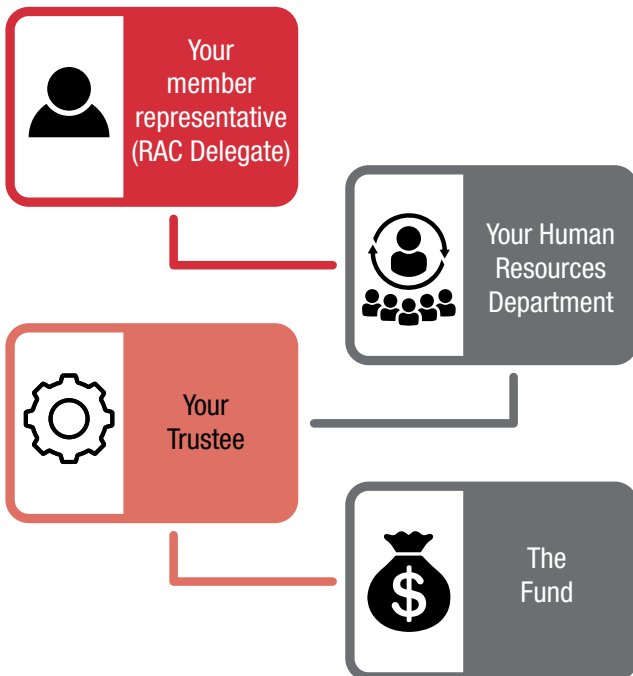 Your
member
representative
(RAC Delegate)
Your Human
Resources
Department
Your
Trustee
The
Fund
$